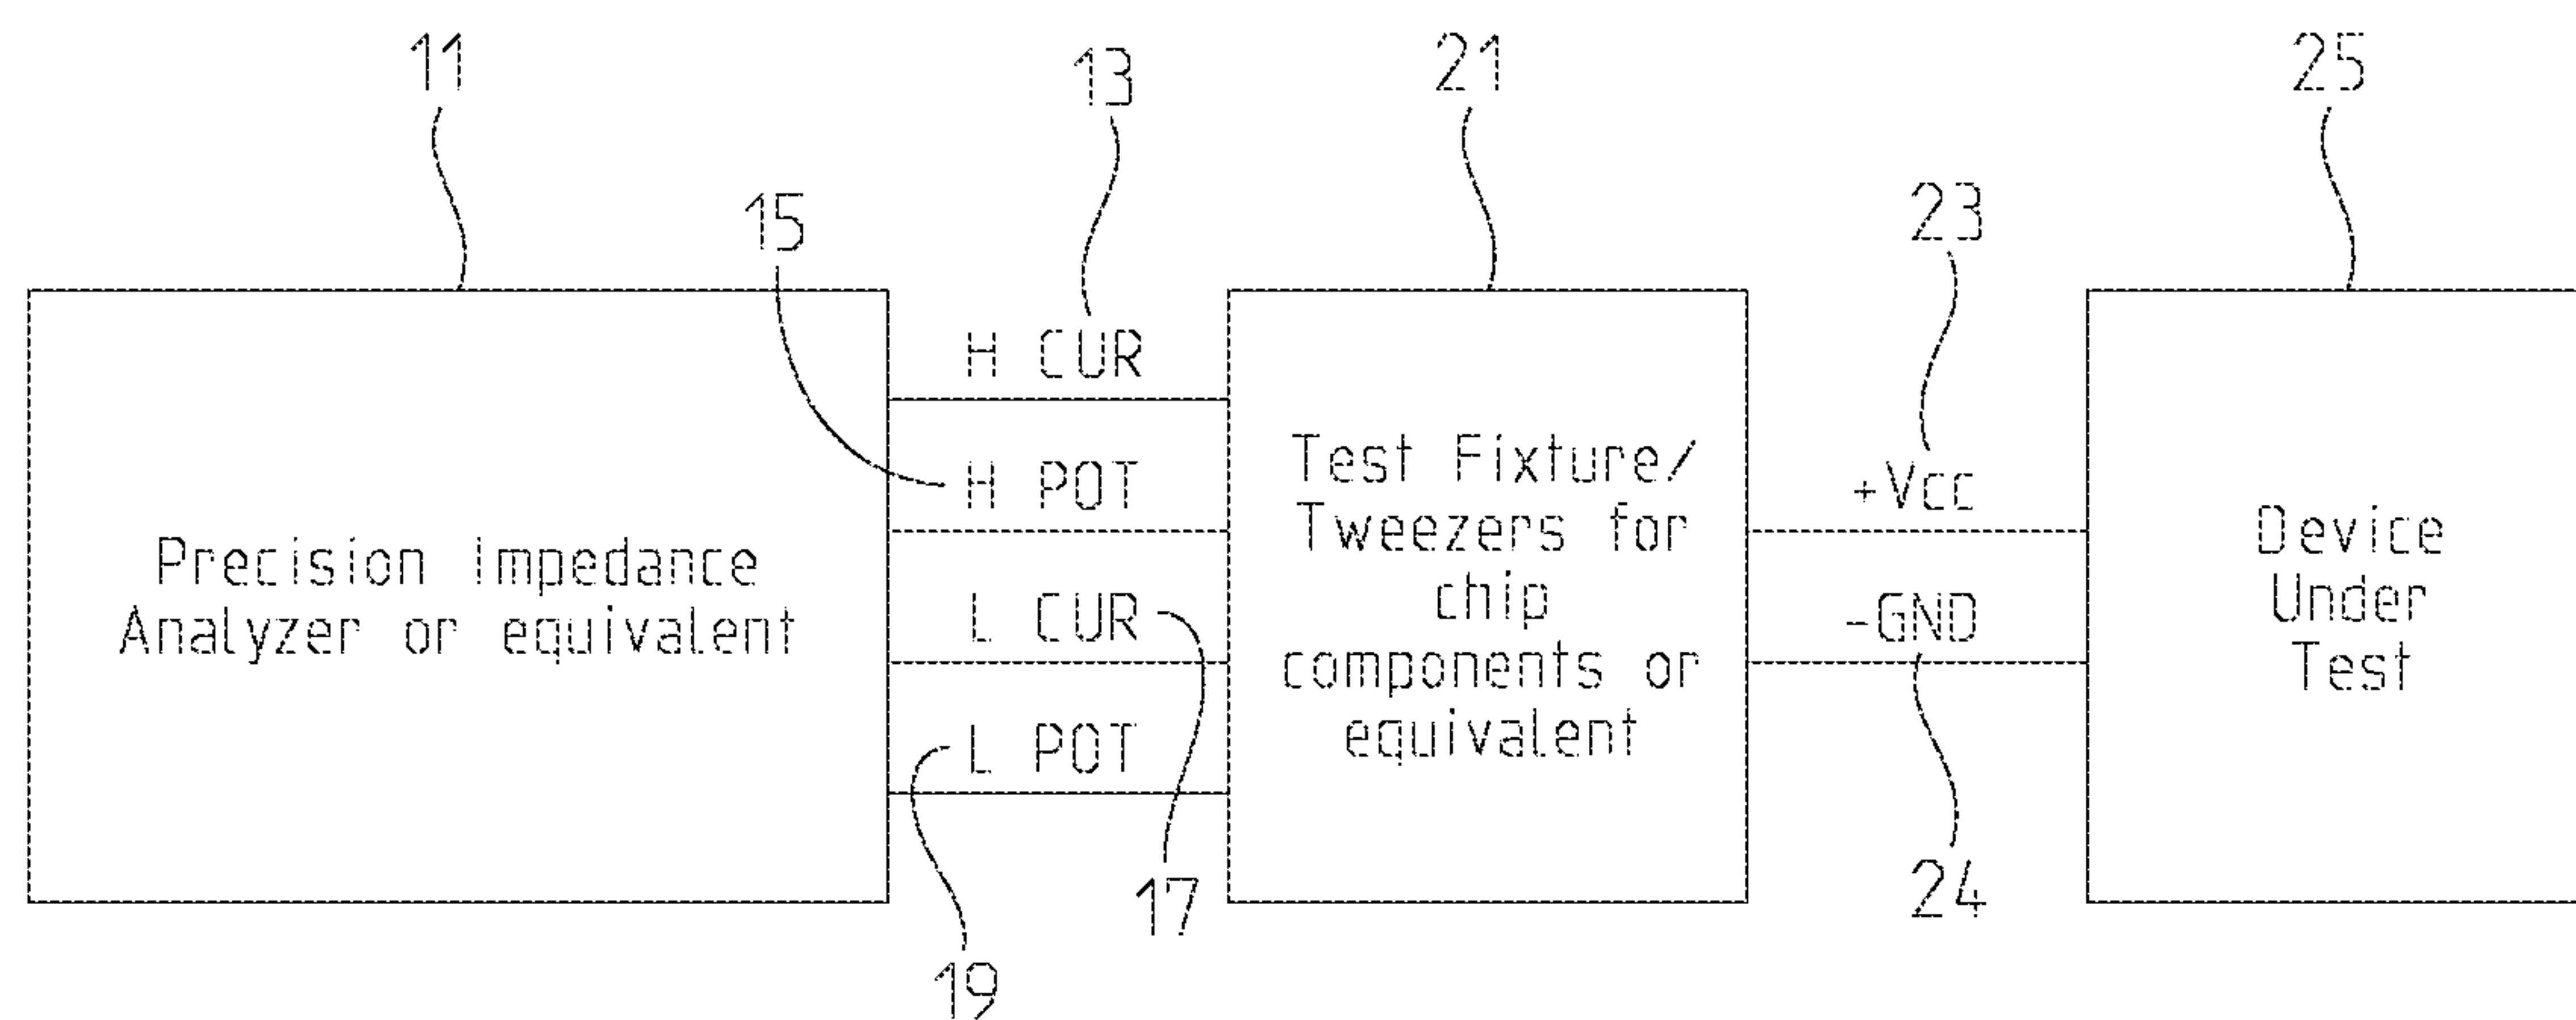 11
13
21
25
15
23
H CUR
H POT
L CUR
L POT
Precision Impedance
Analyzer or equivalent
Test Fixture/
Tweezers for
chip
components or
equivalent
+Vcc
-GND
Device
Under
Test
17
24
19